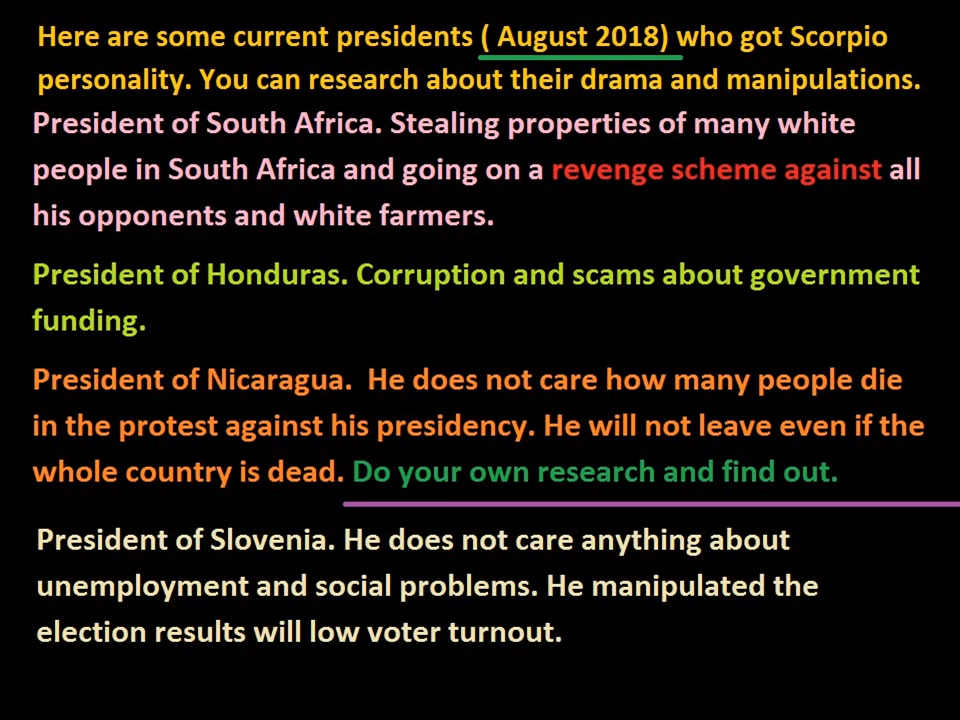 Here are some current presidents ( August 2018) who got Scorpio
personality. You can research about their drama and manipulations.
President of South Africa. Stealing properties of many white
people in South Africa and going on a revenge scheme against all
his opponents and white farmers.
President of Honduras. Corruption and scams about government
funding.
President of Nicaragua.  He does not care how many people die
in the protest against his presidency. He will not leave even if the
whole country is dead. Do your own research and find out.
President of Slovenia. He does not care anything about
unemployment and social problems. He manipulated the
election results will low voter turnout.